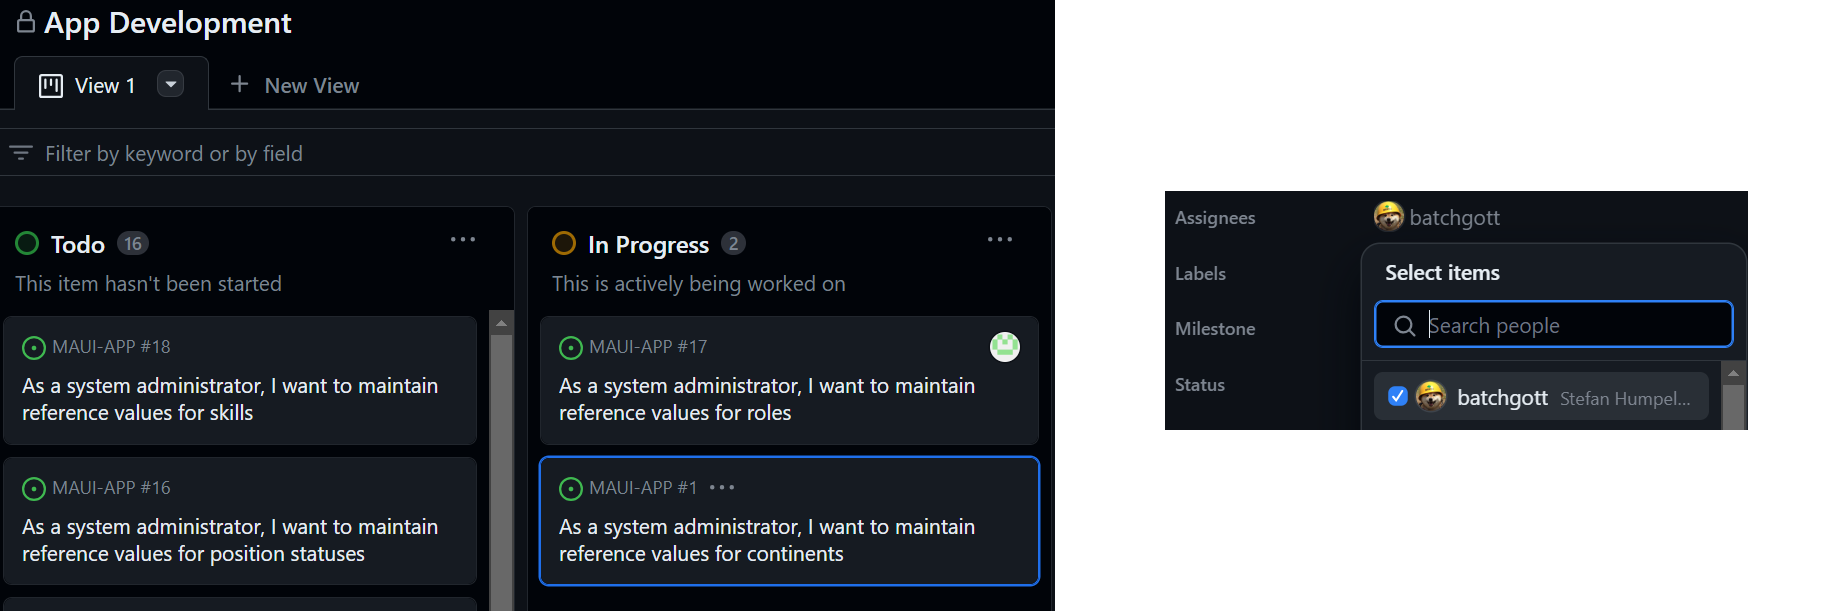 App Development
View 1
New View
Filter by keyword or by field
Todo 16
This item hasn't been started
MAUI-APP #18
As a system administrator, I want to maintain
reference values for skills
MAUI-APP #16
As a system administrator, I want to maintain
reference values for position statuses
In Progress 2
This is actively being worked on
MAUI-APP #17
As a system administrator, I want to maintain
reference values for roles
MAUI-APP #1 ...
As a system administrator, I want to maintain
reference values for continents
Assignees
batchgott
Labels
Milestone
Status
Select items
Search people
batchgott Stefan Humpel...